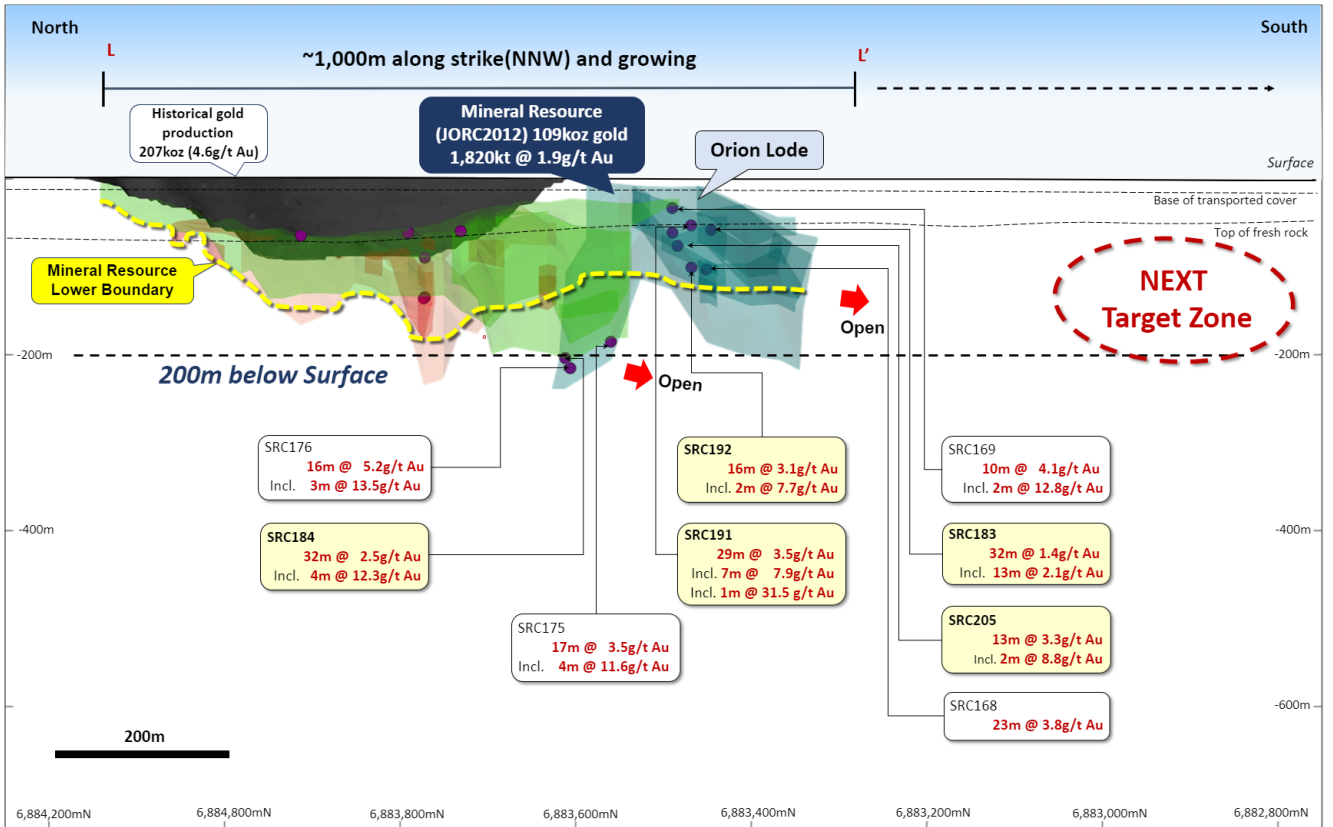 North
South
L
L’
~1,000m along strike(NNW) and growing
Historical gold
production
207koz (4.6g/t Au)
Mineral Resource
(JORC2012) 109koz gold
1,820kt @ 1.9g/t Au
Orion Lode
Surface
Base of transported cover
Top of fresh rock
Mineral Resource
Lower Boundary
NEXT
Target Zone
Open
-200m
-200m
200m below Surface
Open
SRC176
16m @ 5.2g/t Au
Incl. 3m @ 13.5g/t Au
SRC192
16m @ 3.1g/t Au
Incl. 2m @ 7.7g/t Au
SRC169
10m @ 4.1g/t Au
Incl. 2m @ 12.8g/t Au
-400m
-400m
SRC184
32m @ 2.5g/t Au
Incl. 4m @ 12.3g/t Au
SRC191
29m @ 3.5g/t Au
Incl. 7m @ 7.9g/t Au
Incl. 1m @ 31.5 g/t Au
SRC183
32m @ 1.4g/t Au
Incl. 13m @ 2.1g/t Au
SRC175
17m @ 3.5g/t Au
Incl. 4m @ 11.6g/t Au
SRC205
13m @ 3.3g/t Au
Incl. 2m @ 8.8g/t Au
SRC168
23m @ 3.8g/t Au
-600m
-600m
200m
6,884,200mN
6,884,800mN
6,883,800mN
6,883,600mN
6,883,400mN
6,883,200mN
6,883,000mN
6,882,800mN